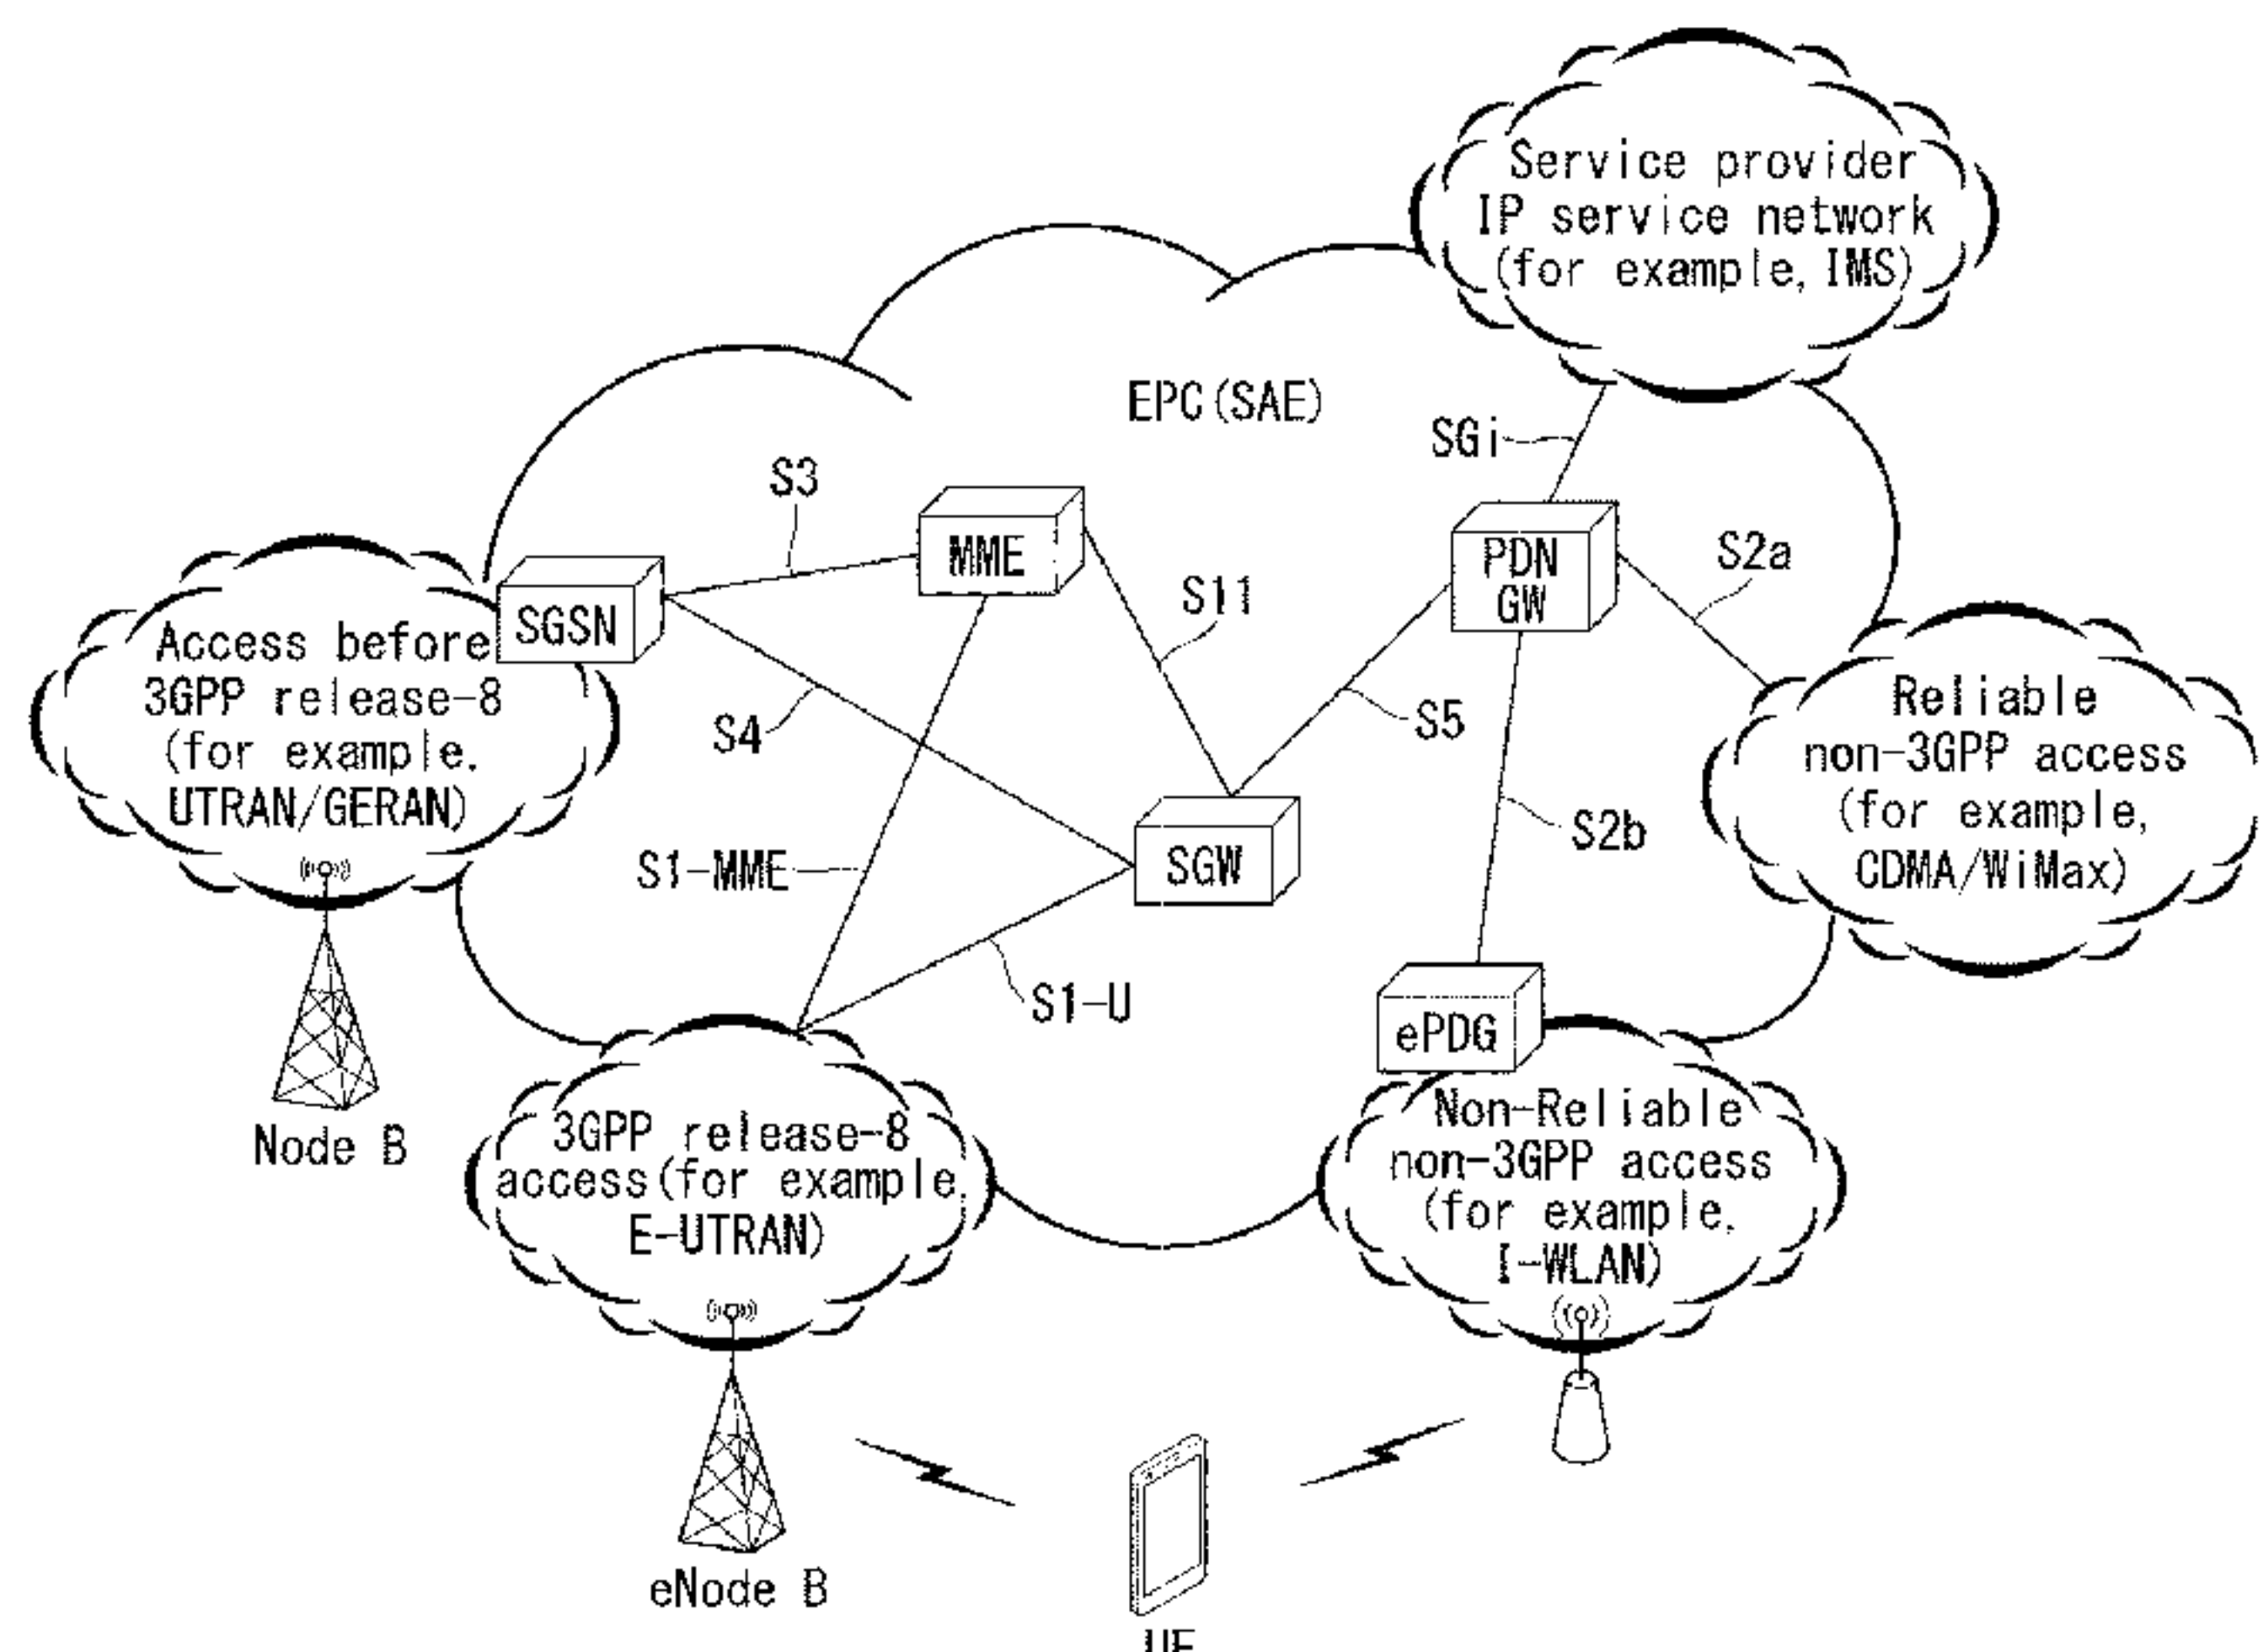 Service provider
IP service network
(for example, IMS)
EPC(SAE)
SGi
S3
MME
PDN
GW
S2a
SGSN
S11
Access before
3GPP release-8
(for example,
UTRAN/GERAN)
S4
S5
Reliable
non-3GPP access
(for example,
CDMA/WiMax)
S2b
S1-MME
SGW
S1-U
ePDG
Node B
3GPP release-8
access(for example,
E-UTRAN)
Non-Reliable
non-3GPP access
(for example,
I-WLAN)
eNode B
UE